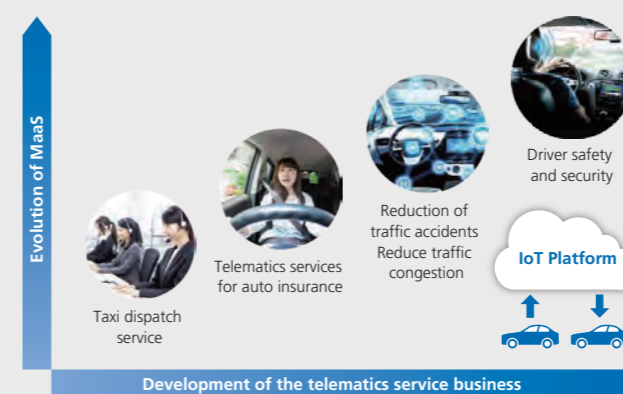 Evolution of MaaS
Taxi dispatch
service
Telematics services
for auto insurance
Reduction of
traffic accidents
Reduce traffic
congestion
Driver safety
and security
IoT Platform
Development of the telematics service business